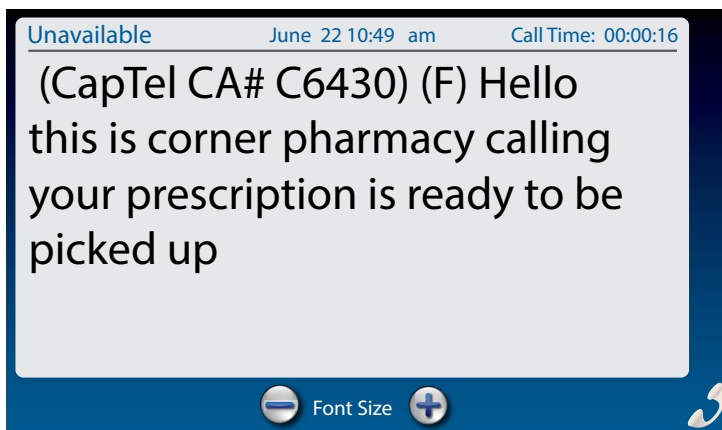 Unavailable June 22 10:49 am Call Time: 00:00:16
(CapTel CA# C6430) (F) Hello
this is corner pharmacy calling
your prescription is ready to be
picked up
Font Size